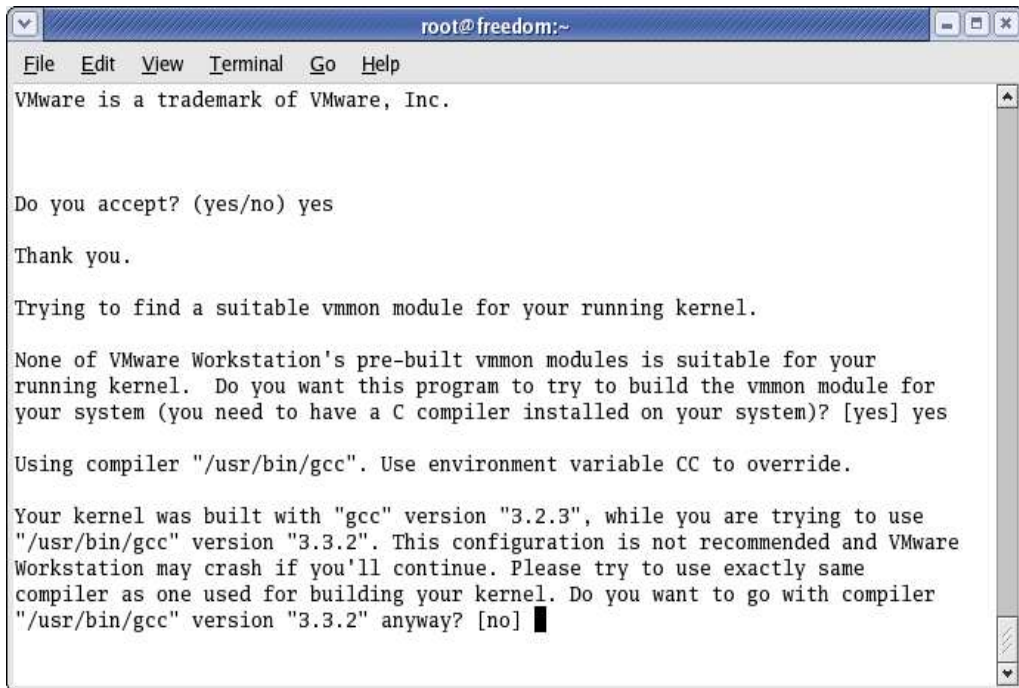 root@freedom:~
File Edit View Terminal Go Help
VMware is a trademark of VMware, Inc.
Do you accept? (yes/no) yes
Thank you.
Trying to find a suitable vmmon module for your running kernel.
None of VMware Workstation's pre-built vmmon modules is suitable for your
running kernel.  Do you want this program to try to build the vmmon module for
your system (you need to have a C compiler installed on your system)? [yes] yes
Using compiler "/usr/bin/gcc". Use environment variable CC to override.
Your kernel was built with "gcc" version "3.2.3", while you are trying to use
"/usr/bin/gcc" version "3.3.2". This configuration is not recommended and VMware
Workstation may crash if you'll continue. Please try to use exactly same
compiler as one used for building your kernel. Do you want to go with compiler
"/usr/bin/gcc" version "3.3.2" anyway? [no]